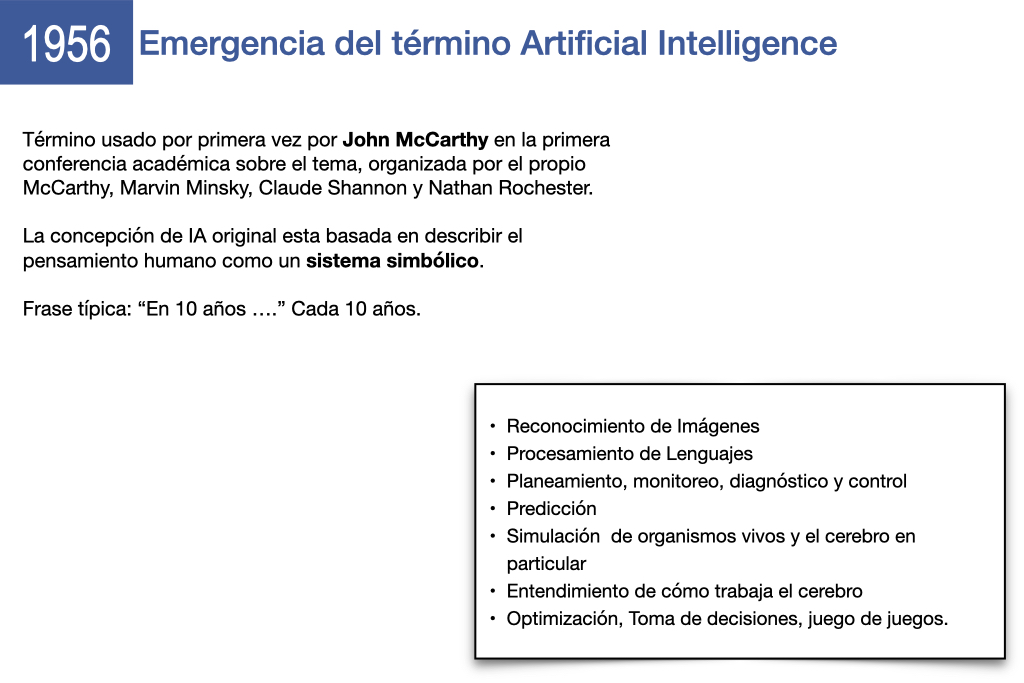 1956
Emergencia del término Artificial Intelligence
Término usado por primera vez por John McCarthy en la primera
conferencia académica sobre el tema, organizada por el propio
McCarthy, Marvin Minsky, Claude Shannon y Nathan Rochester.
La concepción de IA original esta basada en describir el
pensamiento humano como un sistema simbólico.
Frase típica: “En 10 años ….” Cada 10 años.
• Reconocimiento de Imágenes
• Procesamiento de Lenguajes
• Planeamiento, monitoreo, diagnóstico y control
• Predicción
• Simulación  de organismos vivos y el cerebro en
particular
• Entendimiento de cómo trabaja el cerebro
• Optimización, Toma de decisiones, juego de juegos.